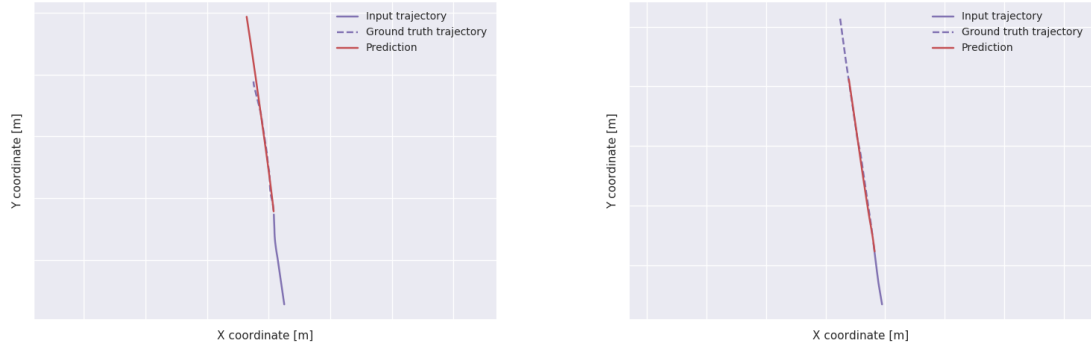 Input trajectory
Ground truth trajectory
Prediction
Y coordinate [m]
X coordinate [m]
Input trajectory
Ground truth trajectory
Prediction
Y coordinate [m]
X coordinate [m]